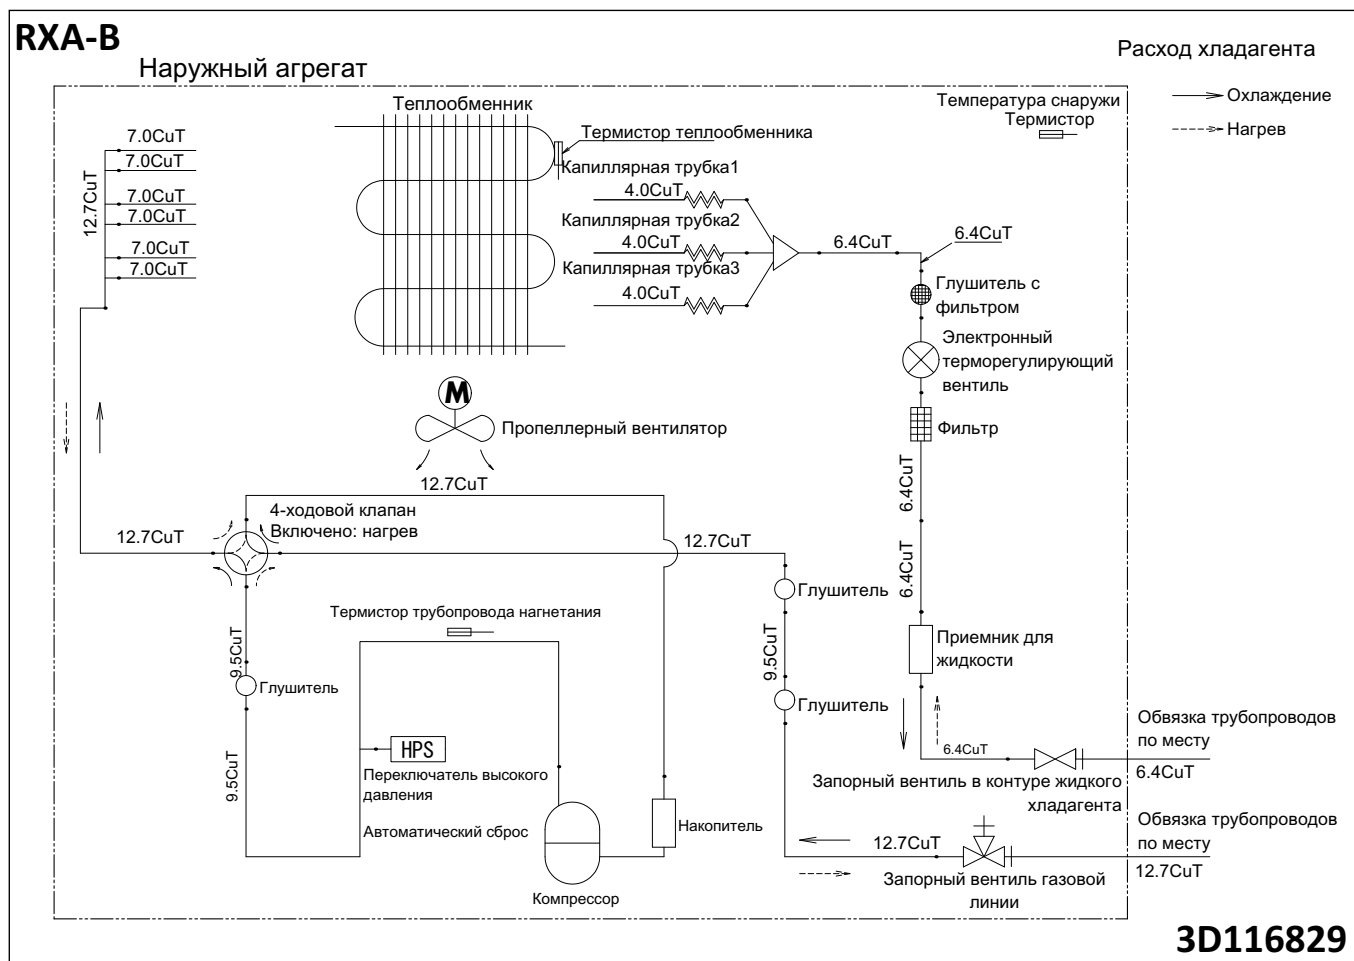 RXA-B
Наружный агрегат
Расход хладагента
Охлаждение
Нагрев
Температура снаружи
Термистор
Теплообменник
Термистор теплообменника
7.0CuT
7.0CuT
7.0CuT
7.0CuT
7.0CuT
7.0CuT
12.7CuT
Капиллярная трубка1
4.0CuT
Капиллярная трубка2
4.0CuT
Капиллярная трубка3
4.0CuT
6.4CuT
6.4CuT
Глушитель с
фильтром
Электронный
терморегулирующий
вентиль
Фильтр
6.4CuT
6.4CuT
M
Пропеллерный вентилятор
12.7CuT
4-ходовой клапан
Включено: нагрев
12.7CuT
12.7CuT
Глушитель
9.5CuT
Глушитель
Термистор трубопровода нагнетания
9.5CuT
Глушитель
9.5CuT
HPS
Переключатель высокого
давления
Автоматический сброс
Компрессор
Накопитель
Приемник для
жидкости
6.4CuT
Обвязка трубопроводов
по месту
6.4CuT
Запорный вентиль в контуре жидкого
хладагента
12.7CuT
Обвязка трубопроводов
по месту
12.7CuT
Запорный вентиль газовой
линии
3D116829